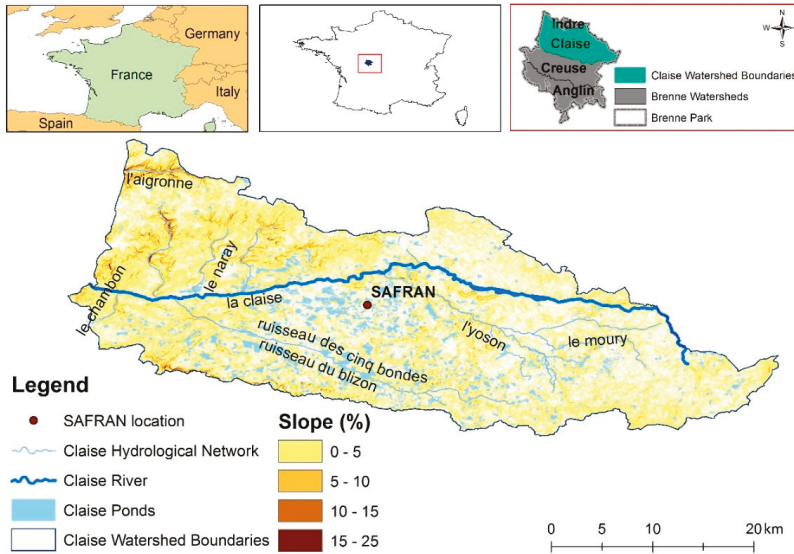 Germany
France
Italy
Spain
Indre
Claise
Creuse
Anglin
N
W
E
S
Claise Watershed Boundaries
Brenne Watersheds
Brenne Park
l'aigronne
le chambon
le naray
la claise
SAFRAN
l'yoson
le moury
ruisseau des cinq bondes
ruisseau du blizon
Legend
SAFRAN location
Claise Hydrological Network
Claise River
Claise Ponds
Claise Watershed Boundaries
Slope (%)
0 - 5
5 - 10
10 - 15
15 - 25
0 5 10 20 km